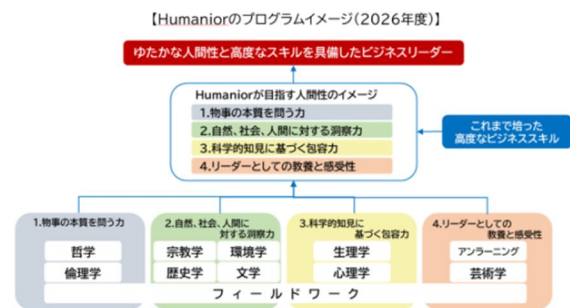 【Humaniorのプログラムイメージ(2026年度)】
ゆたかな人間性と高度なスキルを具備したビジネスリーダー
Humaniorが目指す人間性のイメージ
1.物事の本質を問う力
2.自然、社会、人間に対する洞察力
3.科学的知見に基づく包容力
4.リーダーとしての教養と感受性
これまで培った
高度なビジネススキル
1.物事の本質を問う力
哲学
倫理学
2.自然、社会、人間に
対する洞察力
宗教学
環境学
歴史学
文学
3.科学的知見に
基づく包容力
生理学
心理学
4.リーダーとしての
教養と感受性
アンラーニング
芸術学
フィールドワーク